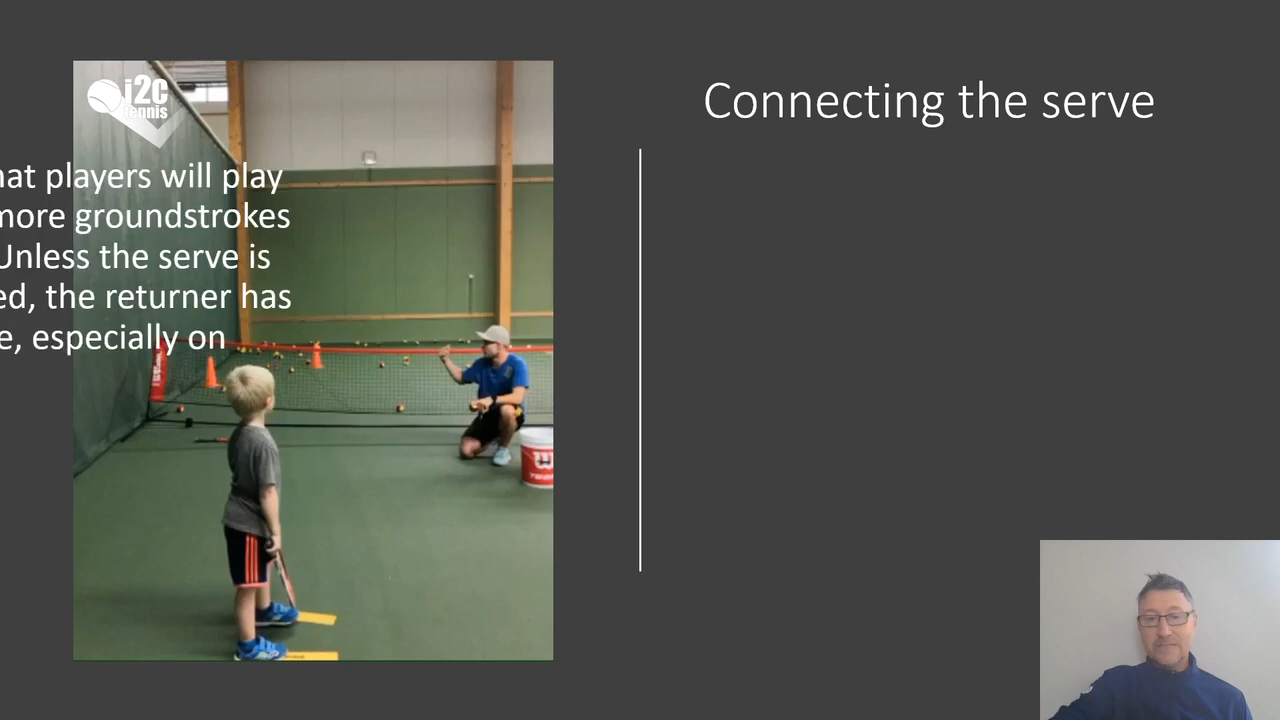 i2c
tennis
Connecting the serve
hat players will play
more groundstrokes
Unless the serve is
ed, the returner has
e, especially on